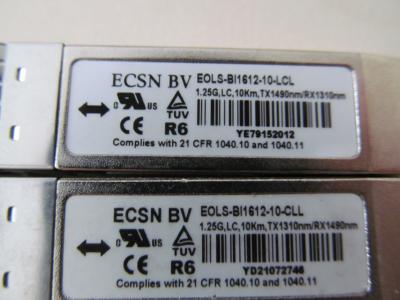 ECSN BV EOLS-BI1612-10-LCL
1.25G,LC,10Km,TX1490nm/RX1310nm
c RU us TUV
CE R6 YE79152012
Complies with 21 CFR 1040.10 and 1040.11
ECSN BV EOLS-BI1612-10-CLL
1.25G,LC,10Km,TX1310nm/RX1490nm
c RU us TUV
CE R6 YD21072746
Complies with 21 CFR 1040.10 and 1040.11